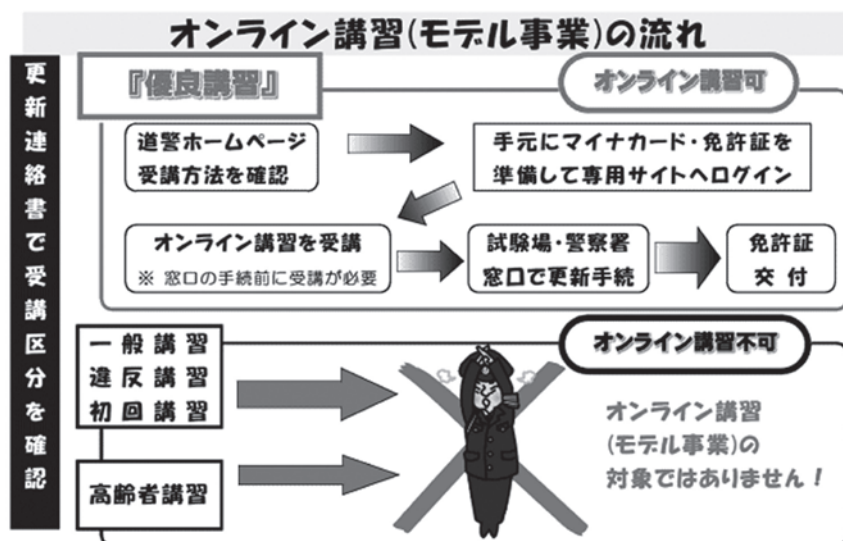 オンライン講習(モデル事業)の流れ
更新連絡書で受講区分を確認
『優良講習』
オンライン講習可
道警ホームページ
受講方法を確認
手元にマイナカード・免許証を
準備して専用サイトへログイン
オンライン講習を受講
※ 窓口の手続前に受講が必要
試験場・警察署
窓口で更新手続
免許証
交付
一般講習
違反講習
初回講習
高齢者講習
オンライン講習不可
オンライン講習
(モデル事業)の
対象ではありません!